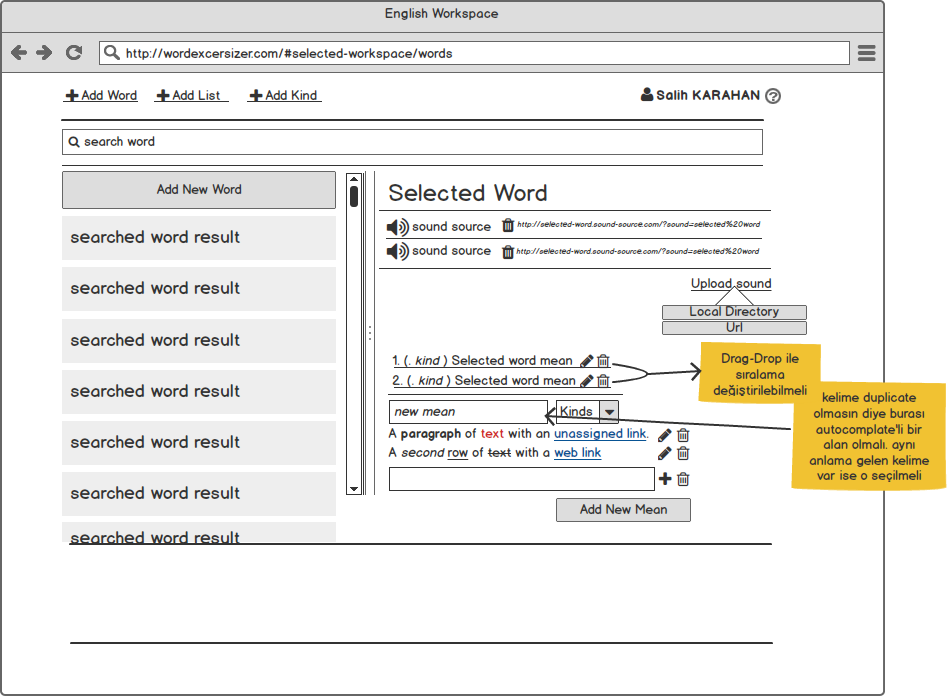 English Workspace
http://wordexcersizer.com/#selected-workspace/words
Add Word Add List Add Kind
Salih KARAHAN ?
search word
Add New Word
searched word result
searched word result
searched word result
searched word result
searched word result
searched word result
searched word result
Selected Word
sound source http://selected-word.sound-source.com/?sound=selected%20word
sound source http://selected-word.sound-source.com/?sound=selected%20word
Upload sound
Local Directory
Url
1. (. kind ) Selected word mean
2. (. kind ) Selected word mean
Drag-Drop ile
sıralama
değiştirilebilmeli
new mean Kinds
A paragraph of text with an unassigned link.
A second row of text with a web link
kelime duplicate
olmasın diye burası
autocomplate'li bir
alan olmalı. aynı
anlama gelen kelime
var ise o seçilmeli
Add New Mean